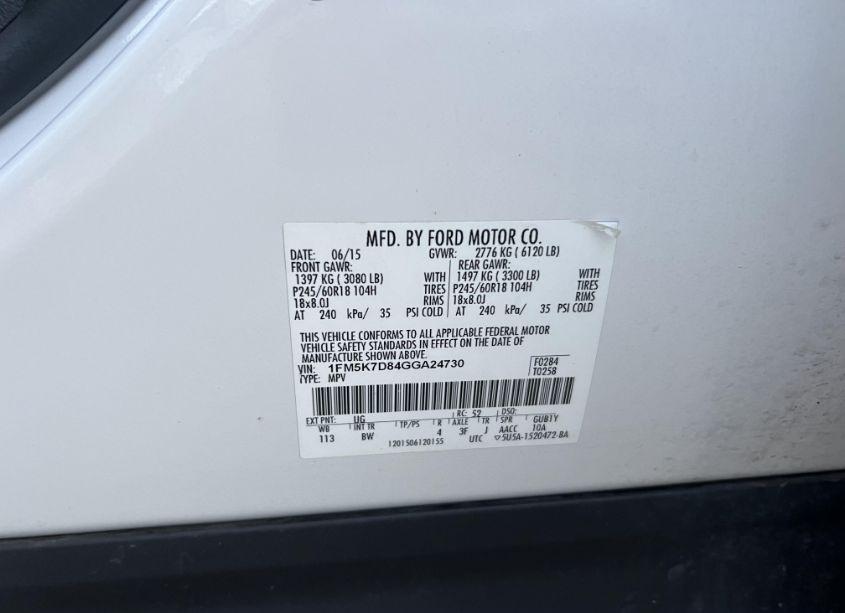 MFD. BY FORD MOTOR CO.
DATE: 06/15 GVWR: 2776 KG ( 6120 LB)
FRONT GAWR: REAR GAWR:
1397 KG ( 3080 LB) WITH 1497 KG ( 3300 LB) WITH
P245/60R18 104H TIRES P245/60R18 104H TIRES
18x8.0J RIMS 18x8.0J RIMS
AT 240 kPa/ 35 PSI COLD AT 240 kPa/ 35 PSI COLD
THIS VEHICLE CONFORMS TO ALL APPLICABLE FEDERAL MOTOR
VEHICLE SAFETY STANDARDS IN EFFECT ON THE DATE OF
MANUFACTURE SHOWN ABOVE.
VIN: 1FM5K7D84GGA24730 F0284
TYPE: MPV T0258
EXT PNT: UG RC: 52 DSO:
WB INT TR TP/PS R AXLE TR SPR GUB1Y
113 BW 4 3F J AACC 10A
1201506120155 UTC ▽5U5A-1520472-BA